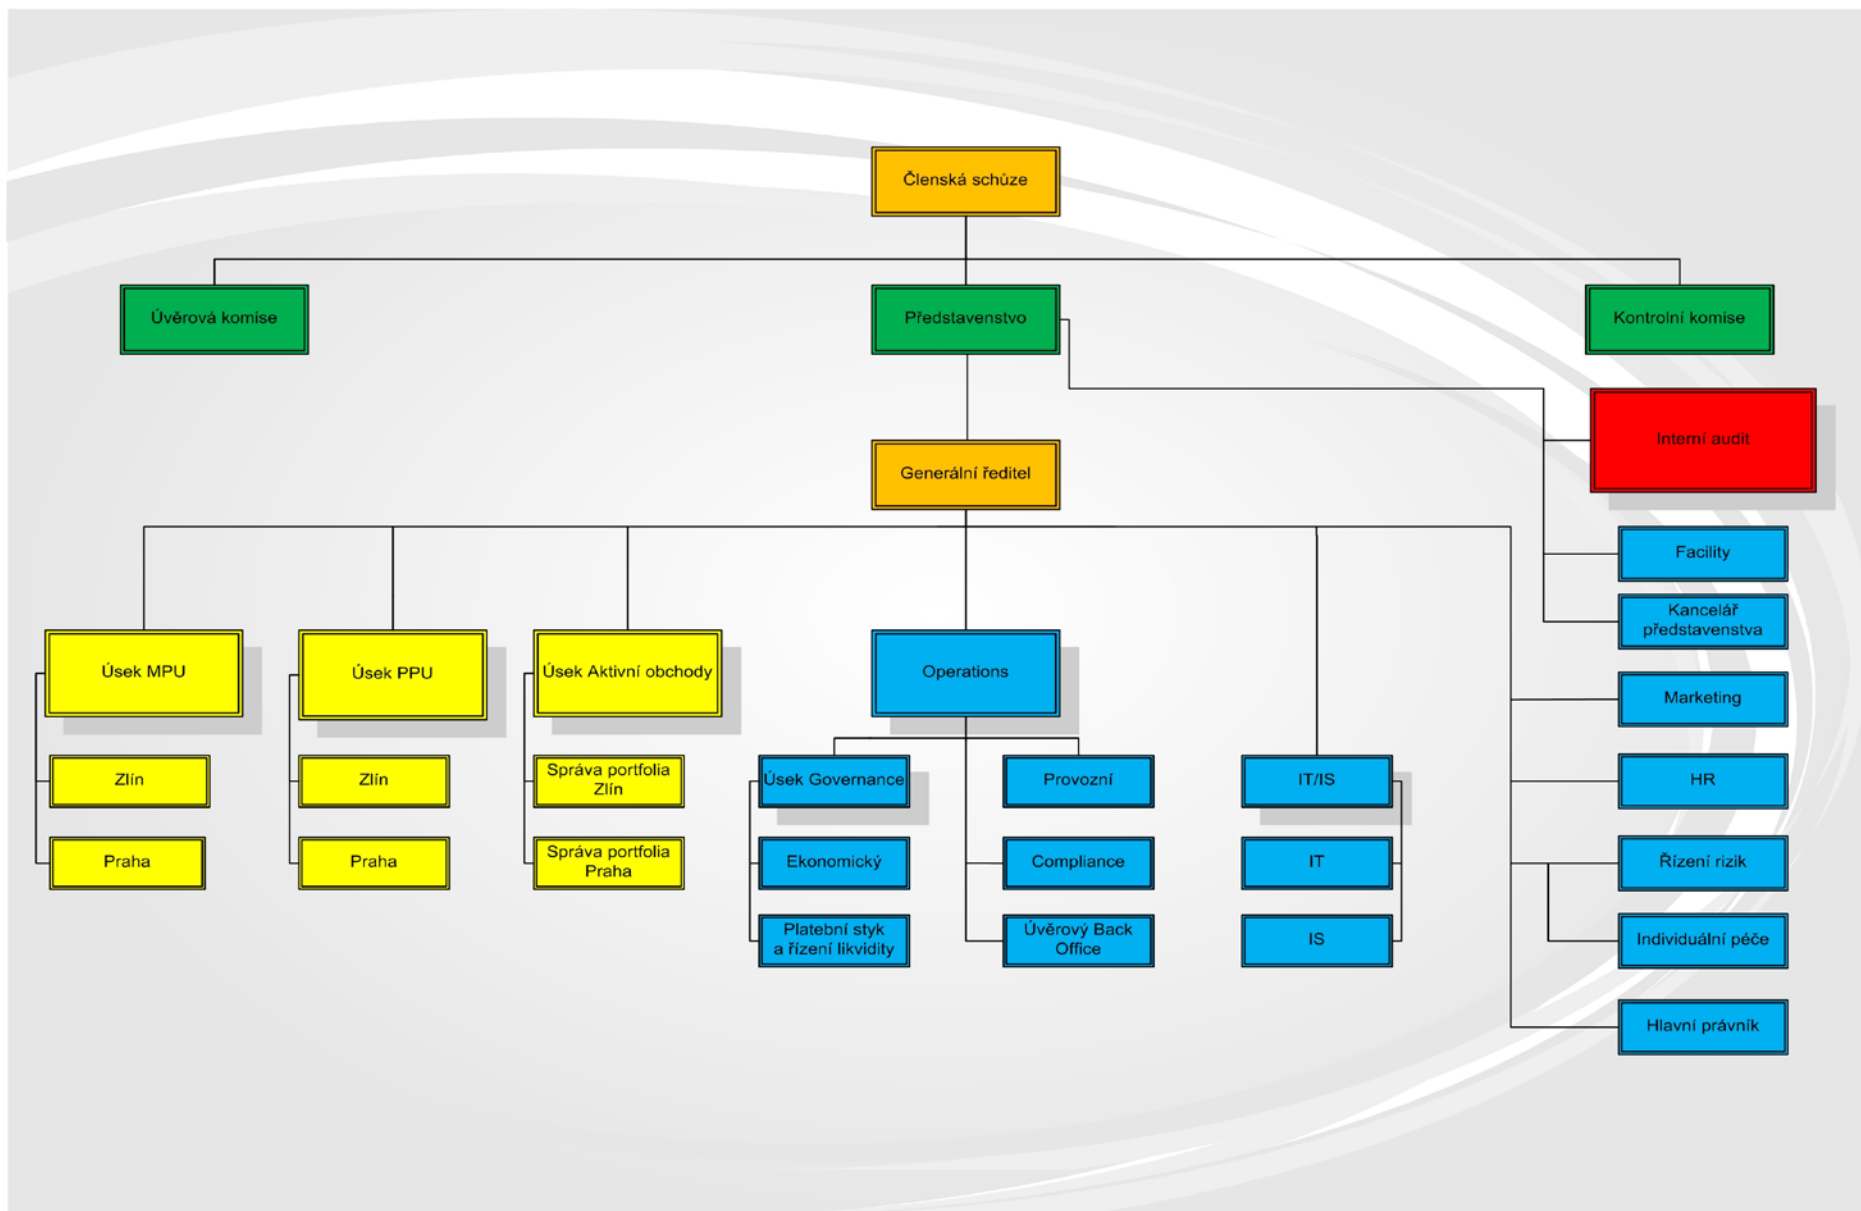 Členská schůze
Úvěrová komise
Představenstvo
Kontrolní komise
Interní audit
Generální ředitel
Facility
Kancelář
představenstva
Úsek MPU
Úsek PPU
Úsek Aktivní obchody
Operations
Marketing
Zlín
Zlín
Správa portfolia
Zlín
Úsek Governance
Provozní
IT/IS
HR
Praha
Praha
Správa portfolia
Praha
Ekonomický
Compliance
IT
Řízení rizik
Platební styk
a řízení likvidity
Úvěrový Back
Office
IS
Individuální péče
Hlavní právník